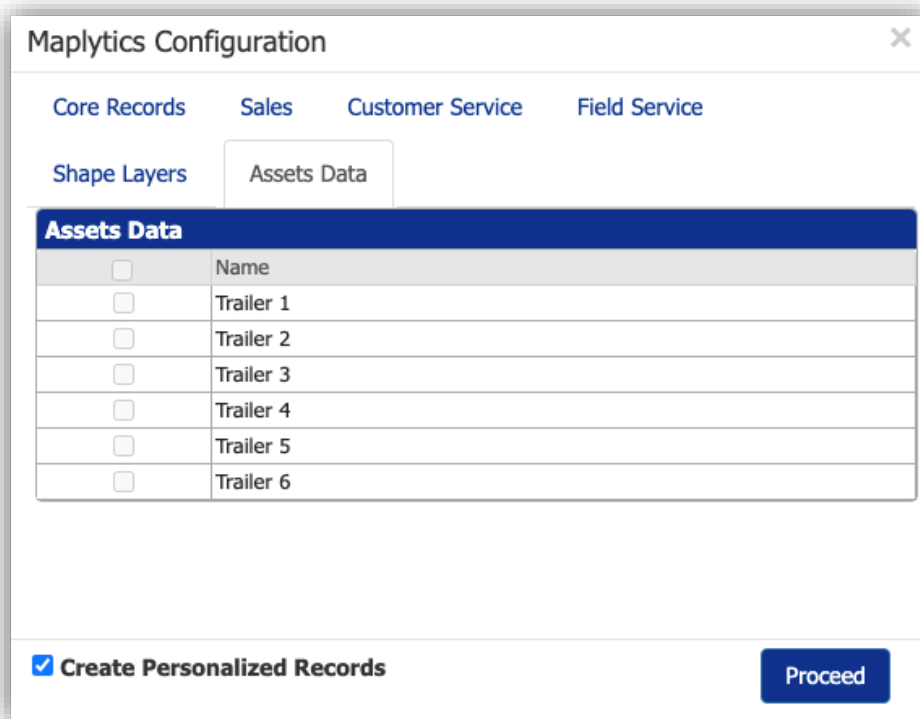 Maplytics Configuration
Core Records Sales Customer Service Field Service
Shape Layers Assets Data
Assets Data
Name
Trailer 1
Trailer 2
Trailer 3
Trailer 4
Trailer 5
Trailer 6
Create Personalized Records Proceed